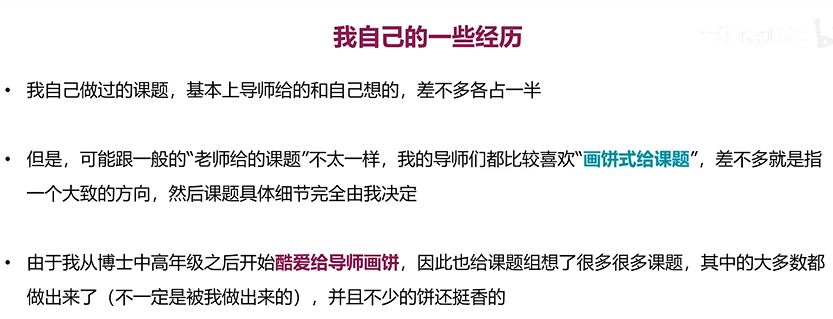 我自己的一些经历
• 我自己做过的课题，基本上导师给的和自己想的，差不多各占一半
• 但是，可能跟一般的“老师给的课题”不太一样，我的导师们都比较喜欢“画饼式给课题”，差不多就是指
一个大致的方向，然后课题具体细节完全由我决定
• 由于我从博士中高年级之后开始酷爱给导师画饼，因此也给课题组想了很多很多课题，其中的大多数都
做出来了（不一定是被我做出来的），并且不少的饼还挺香的